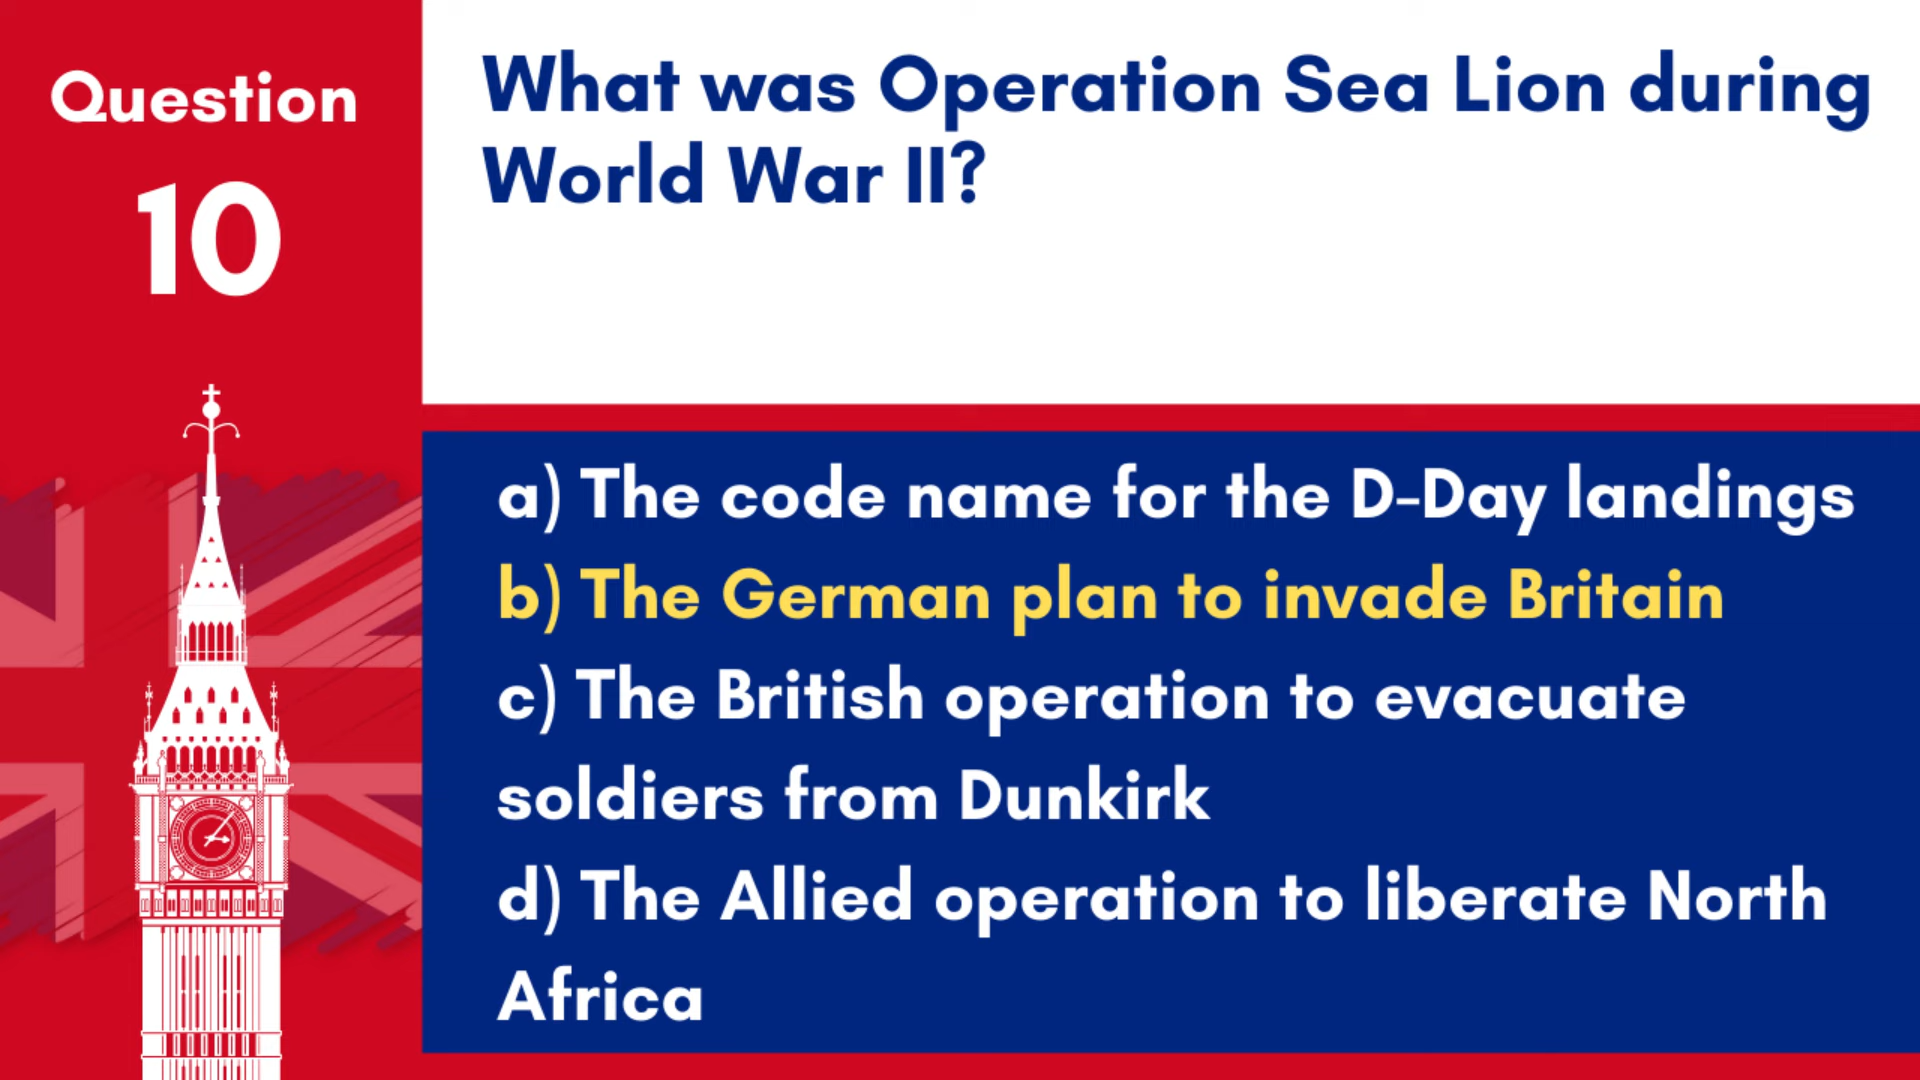 Question
10
What was Operation Sea Lion during
World War II?
a) The code name for the D-Day landings
b) The German plan to invade Britain
c) The British operation to evacuate
soldiers from Dunkirk
d) The Allied operation to liberate North
Africa